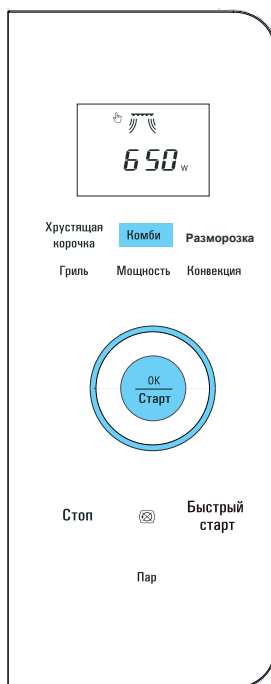 650 W
Хрустящая
корочка
Комби
Разморозка
Гриль
Мощность
Конвекция
OK
Старт
Стоп
Быстрый
старт
Пар